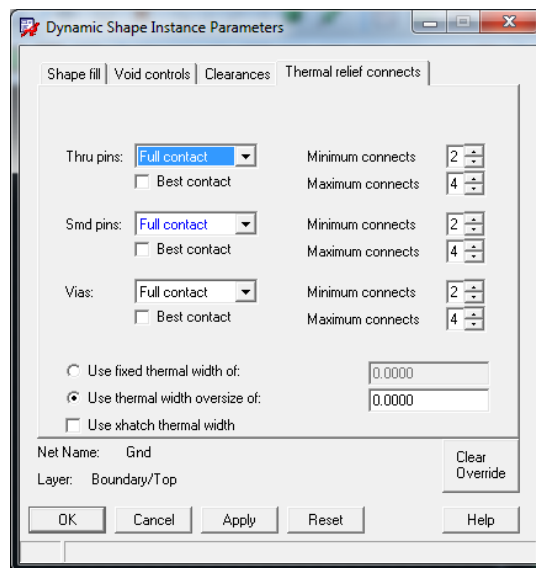 Dynamic Shape Instance Parameters
Shape fill Void controls Clearances Thermal relief connects
Thru pins: Full contact Minimum connects 2
Best contact Maximum connects 4
Smd pins: Full contact Minimum connects 2
Best contact Maximum connects 4
Vias: Full contact Minimum connects 2
Best contact Maximum connects 4
Use fixed thermal width of: 0.0000
Use thermal width oversize of: 0.0000
Use xhatch thermal width
Net Name: Gnd
Layer: Boundary/Top
Clear
Override
OK Cancel Apply Reset Help